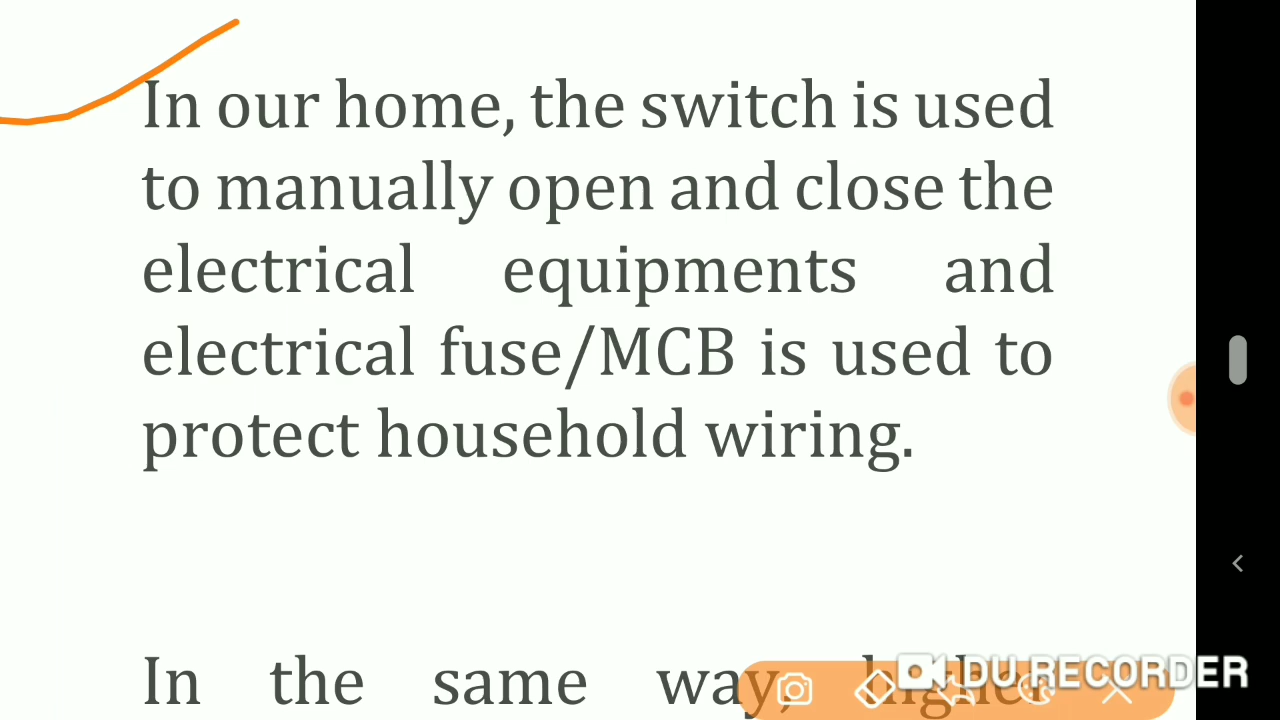 In our home, the switch is used
to manually open and close the
electrical equipments and
electrical fuse/MCB is used to
protect household wiring.
In the same way, higher
DU RECORDER